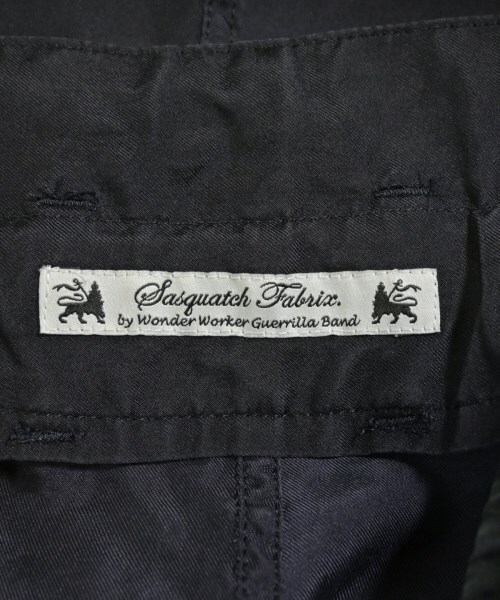 Sasquatch Fabrix.
by Wonder Worker Guerrilla Band